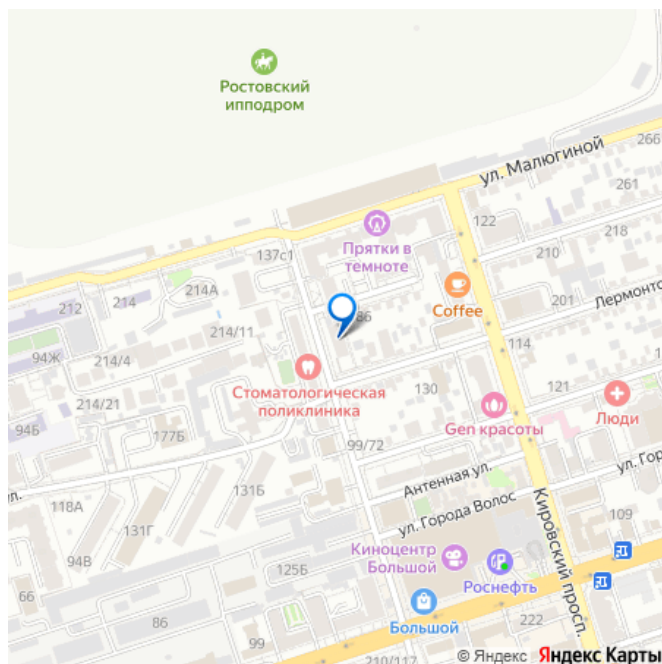 Ростовский
ипподром
ул. Малюгиной
266
261
Прятки в
темноте
122
218
137с1
210
214А
212
214
Coffee
201
Лермонто
86
214/11
94Ж
214/4
114
Стоматологическая
поликлиника
130
121
Люди
214/21
Gen красоты
94Б
177Б
99/72
Антенная ул.
ул. Гор
ул.
131Б
ул. Города Волос
118А
131Г
Кировский просп.
109
Киноцентр
Большой
94В
125Б
Роснефть
66
86
Большой
222
99
210/117
© Яндекс Яндекс Карты